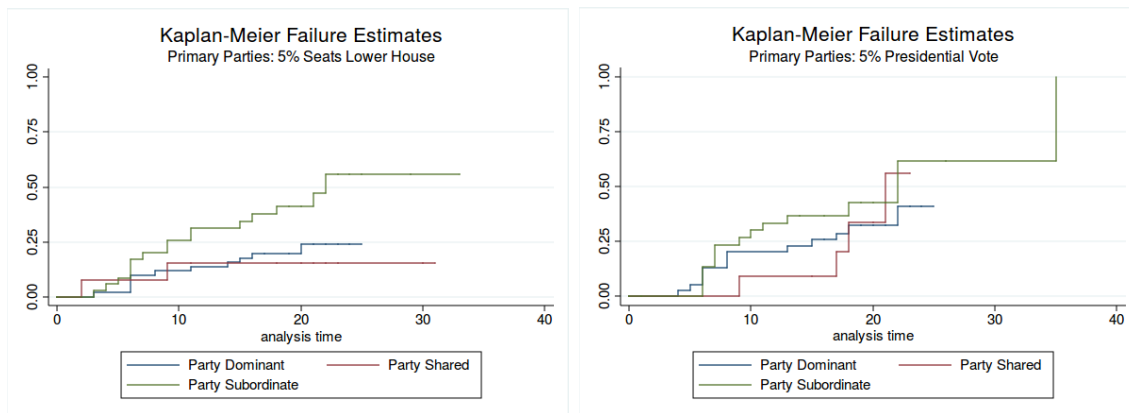 Kaplan-Meier Failure Estimates
Primary Parties: 5% Seats Lower House
1.00
0.75
0.50
0.25
0.00
0 10 20 30 40
analysis time
Party Dominant Party Shared
Party Subordinate
Kaplan-Meier Failure Estimates
Primary Parties: 5% Presidential Vote
1.00
0.75
0.50
0.25
0.00
0 10 20 30 40
analysis time
Party Dominant Party Shared
Party Subordinate